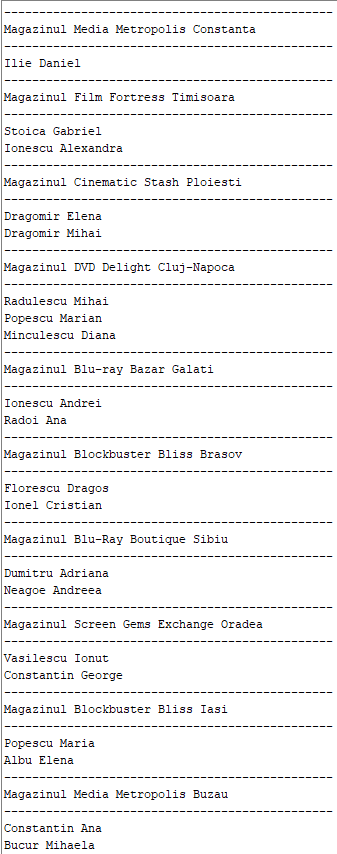 -----------------------------------------------
Magazinul Media Metropolis Constanta
-----------------------------------------------
Ilie Daniel
-----------------------------------------------
Magazinul Film Fortress Timisoara
-----------------------------------------------
Stoica Gabriel
Ionescu Alexandra
-----------------------------------------------
Magazinul Cinematic Stash Ploiesti
-----------------------------------------------
Dragomir Elena
Dragomir Mihai
-----------------------------------------------
Magazinul DVD Delight Cluj-Napoca
-----------------------------------------------
Radulescu Mihai
Popescu Marian
Minculescu Diana
-----------------------------------------------
Magazinul Blu-ray Bazar Galati
-----------------------------------------------
Ionescu Andrei
Radoi Ana
-----------------------------------------------
Magazinul Blockbuster Bliss Brasov
-----------------------------------------------
Florescu Dragos
Ionel Cristian
-----------------------------------------------
Magazinul Blu-Ray Boutique Sibiu
-----------------------------------------------
Dumitru Adriana
Neagoe Andreea
-----------------------------------------------
Magazinul Screen Gems Exchange Oradea
-----------------------------------------------
Vasilescu Ionut
Constantin George
-----------------------------------------------
Magazinul Blockbuster Bliss Iasi
-----------------------------------------------
Popescu Maria
Albu Elena
-----------------------------------------------
Magazinul Media Metropolis Buzau
-----------------------------------------------
Constantin Ana
Bucur Mihaela